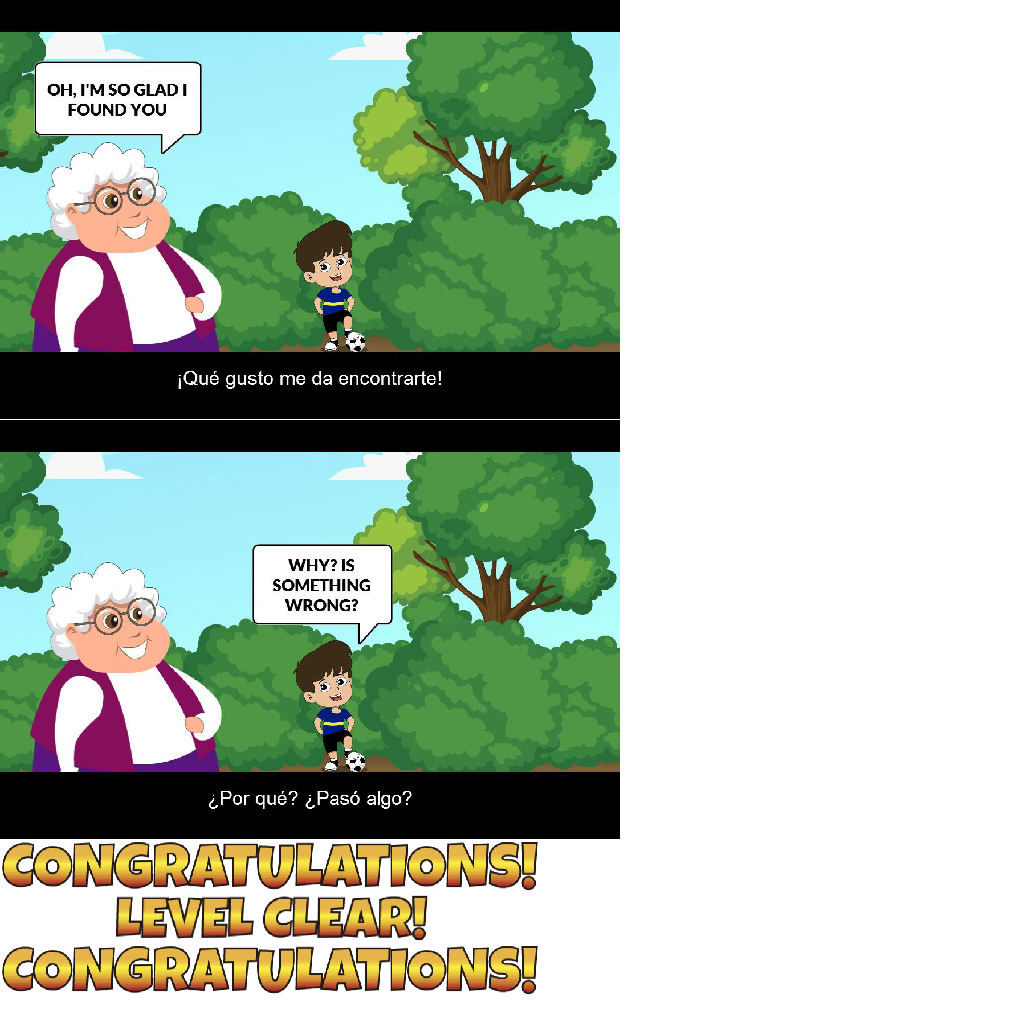 OH, I'M SO GLAD I
FOUND YOU
¡Qué gusto me da encontrarte!
WHY? IS
SOMETHING
WRONG?
¿Por qué? ¿Pasó algo?
CONGRATULATIONS!
LEVEL CLEAR!
CONGRATULATIONS!